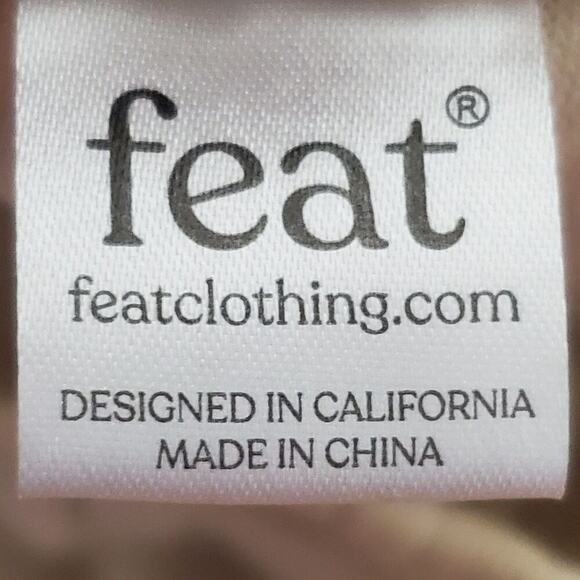 feat®
featclothing.com
DESIGNED IN CALIFORNIA
MADE IN CHINA